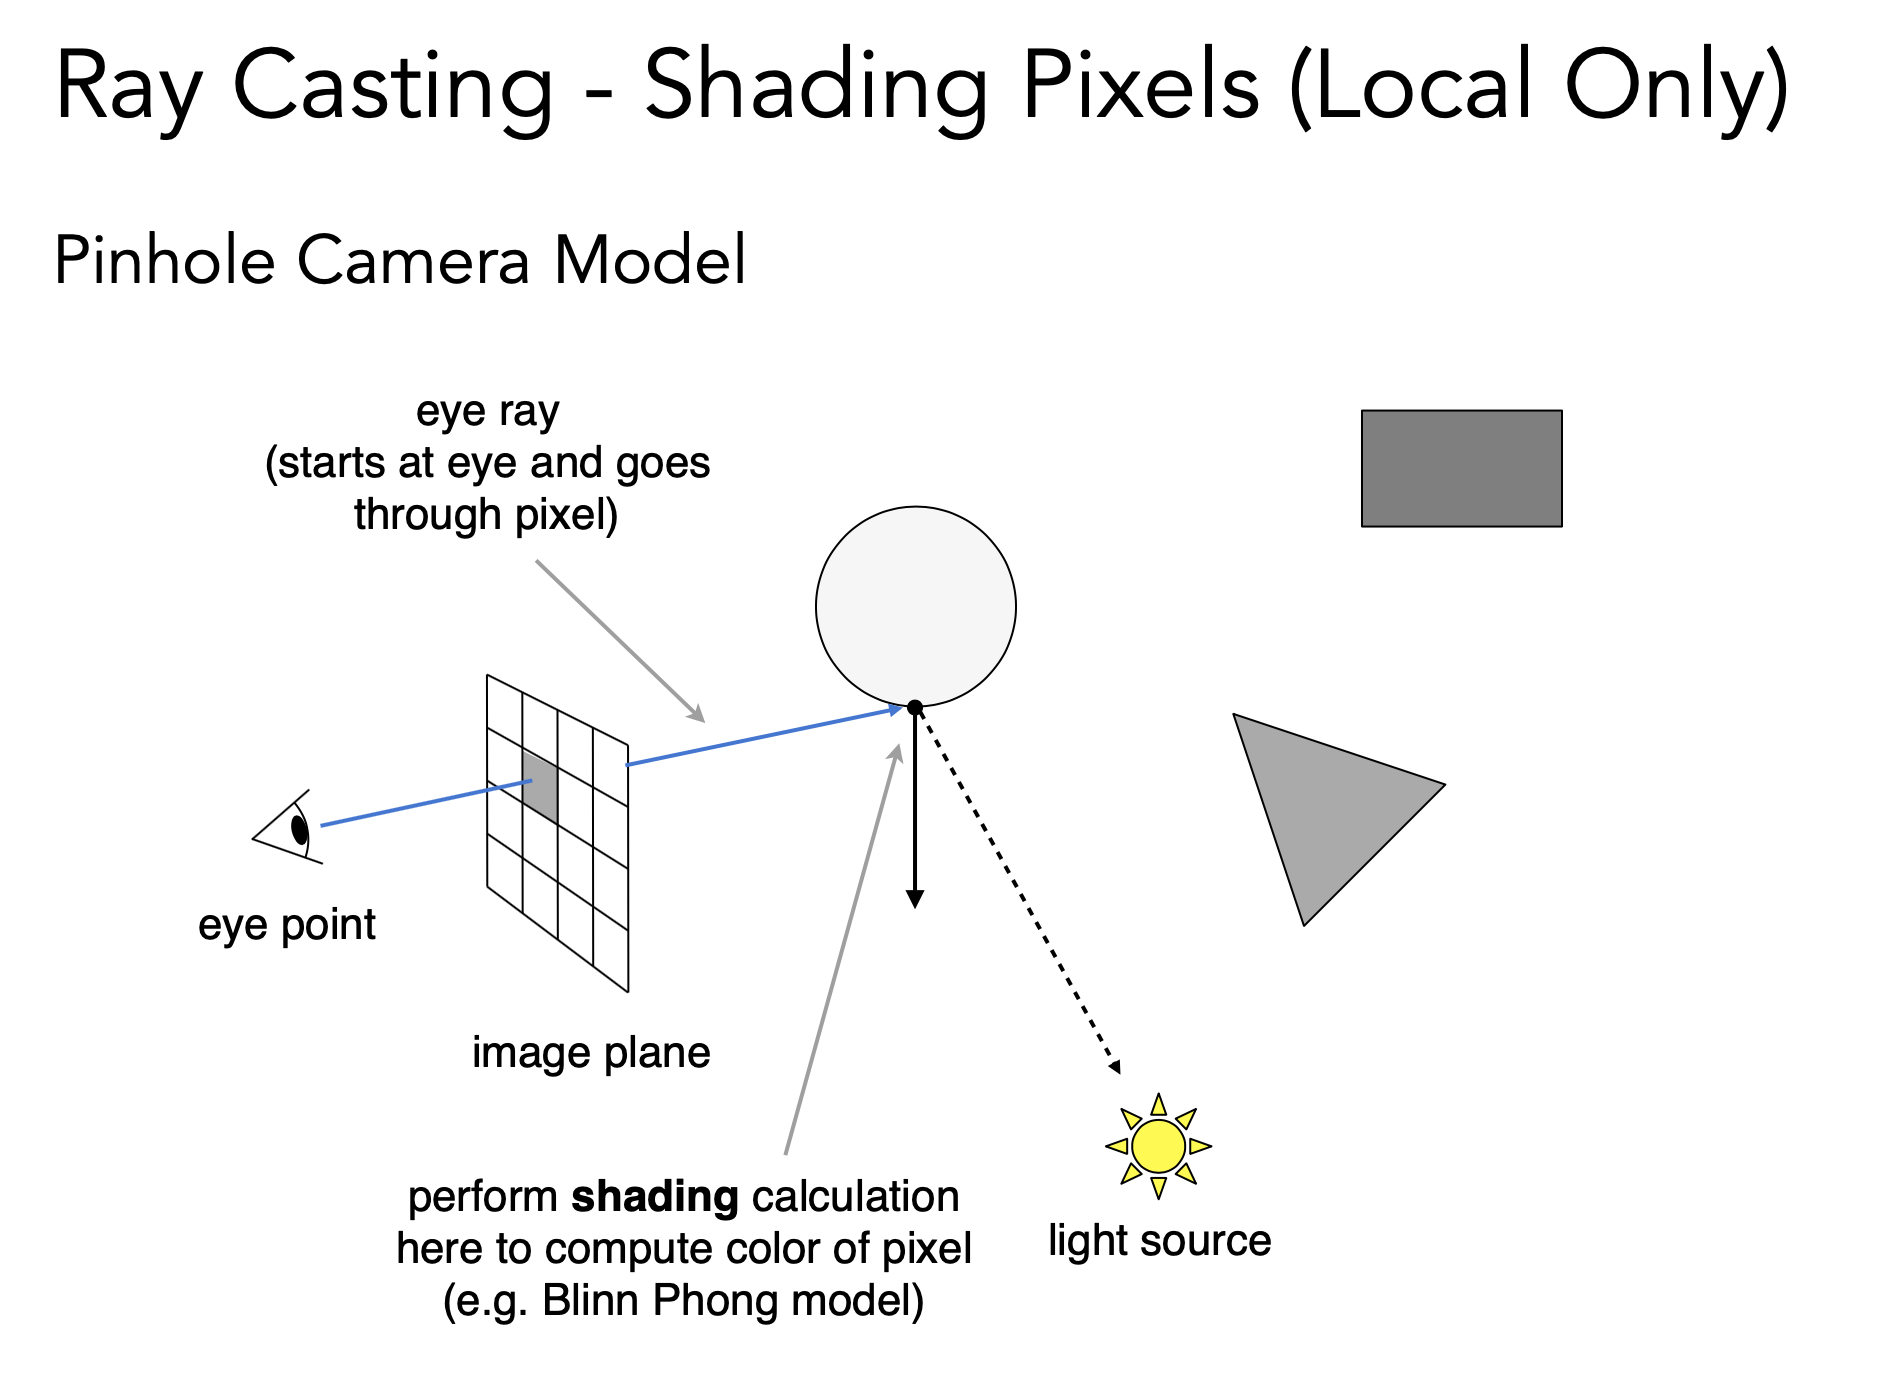 Ray Casting - Shading Pixels (Local Only)
Pinhole Camera Model
eye ray
(starts at eye and goes
through pixel)
eye point
image plane
perform shading calculation
here to compute color of pixel
(e.g. Blinn Phong model)
light source